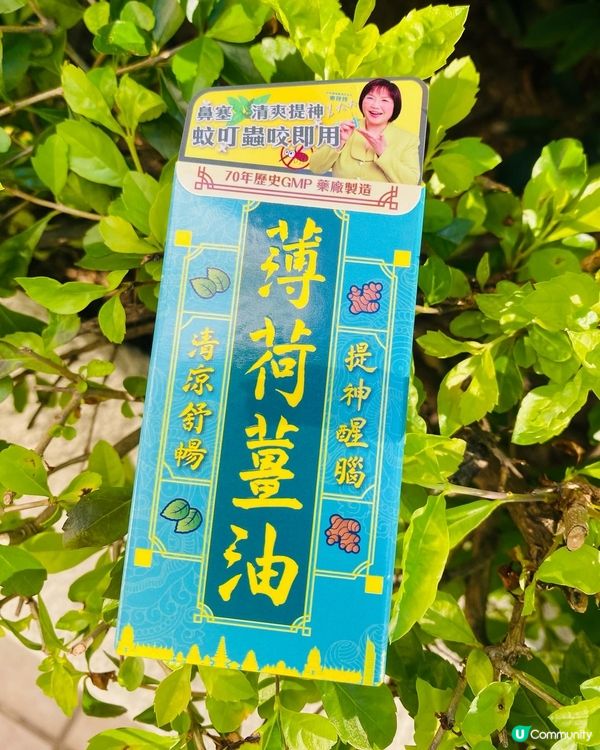 鼻塞 清爽提神
蚊叮蟲咬即用
70年歷史GMP 藥廠製造
薄荷薑油
清涼舒暢
提神醒腦
U Community